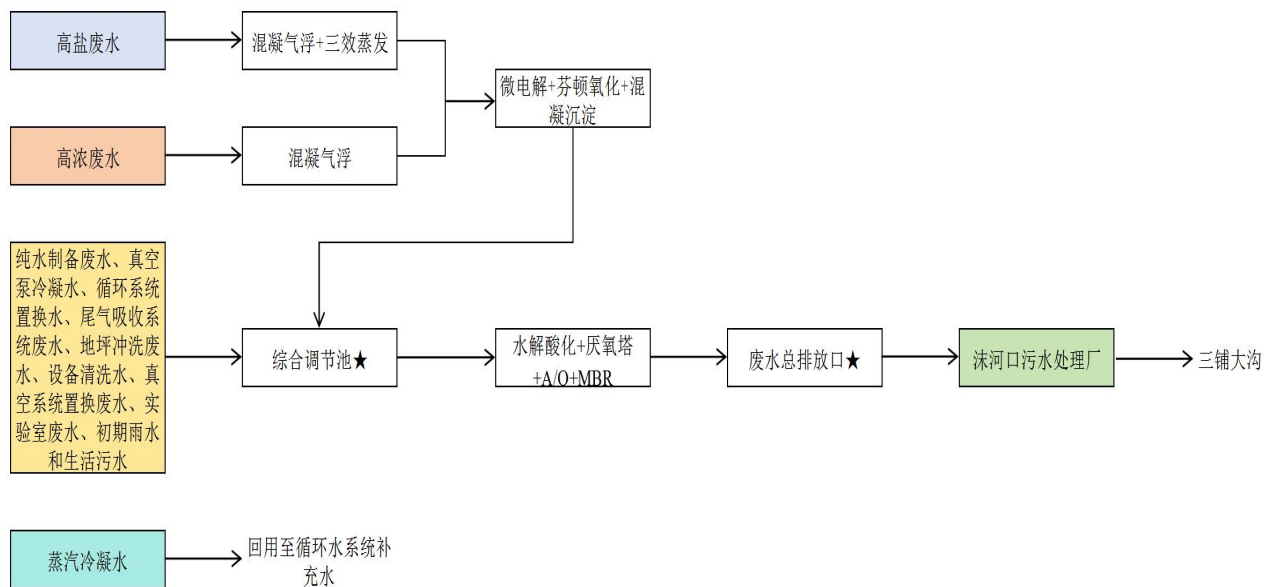 高盐废水
混凝气浮+三效蒸发
微电解+芬顿氧化+混
凝沉淀
高浓废水
混凝气浮
纯水制备废水、真空
泵冷凝水、循环系统
置换水、尾气吸收系
统废水、地坪冲洗废
水、设备清洗水、真
空系统置换废水、实
验室废水、初期雨水
和生活污水
综合调节池★
水解酸化+厌氧塔
+A/O+MBR
废水总排放口★
沫河口污水处理厂
三铺大沟
蒸汽冷凝水
回用至循环水系统补
充水